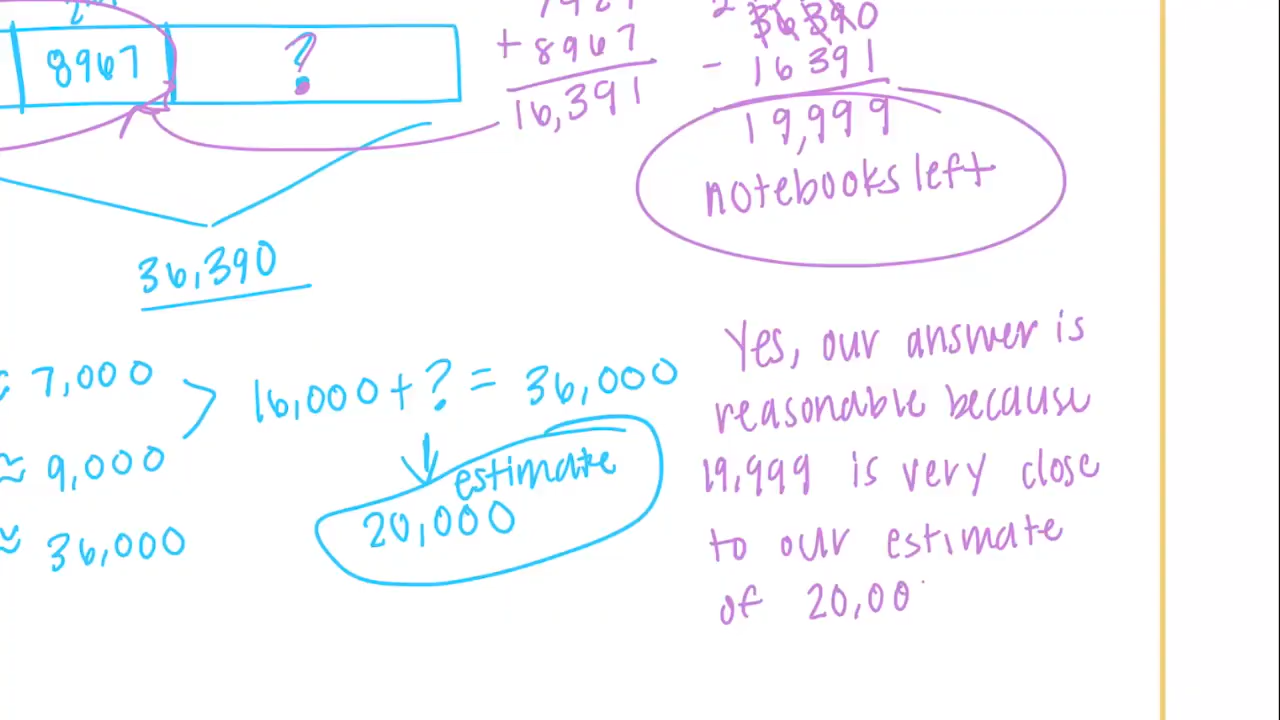 8967 ?
+ 8967
16,391
36,390
- 16391
19,999
notebooks left
36,390
≈ 7,000
≈ 9,000
≈ 36,000
16,000 + ? = 36,000
estimate
20,000
Yes, our answer is
reasonable because
19,999 is very close
to our estimate
of 20,00